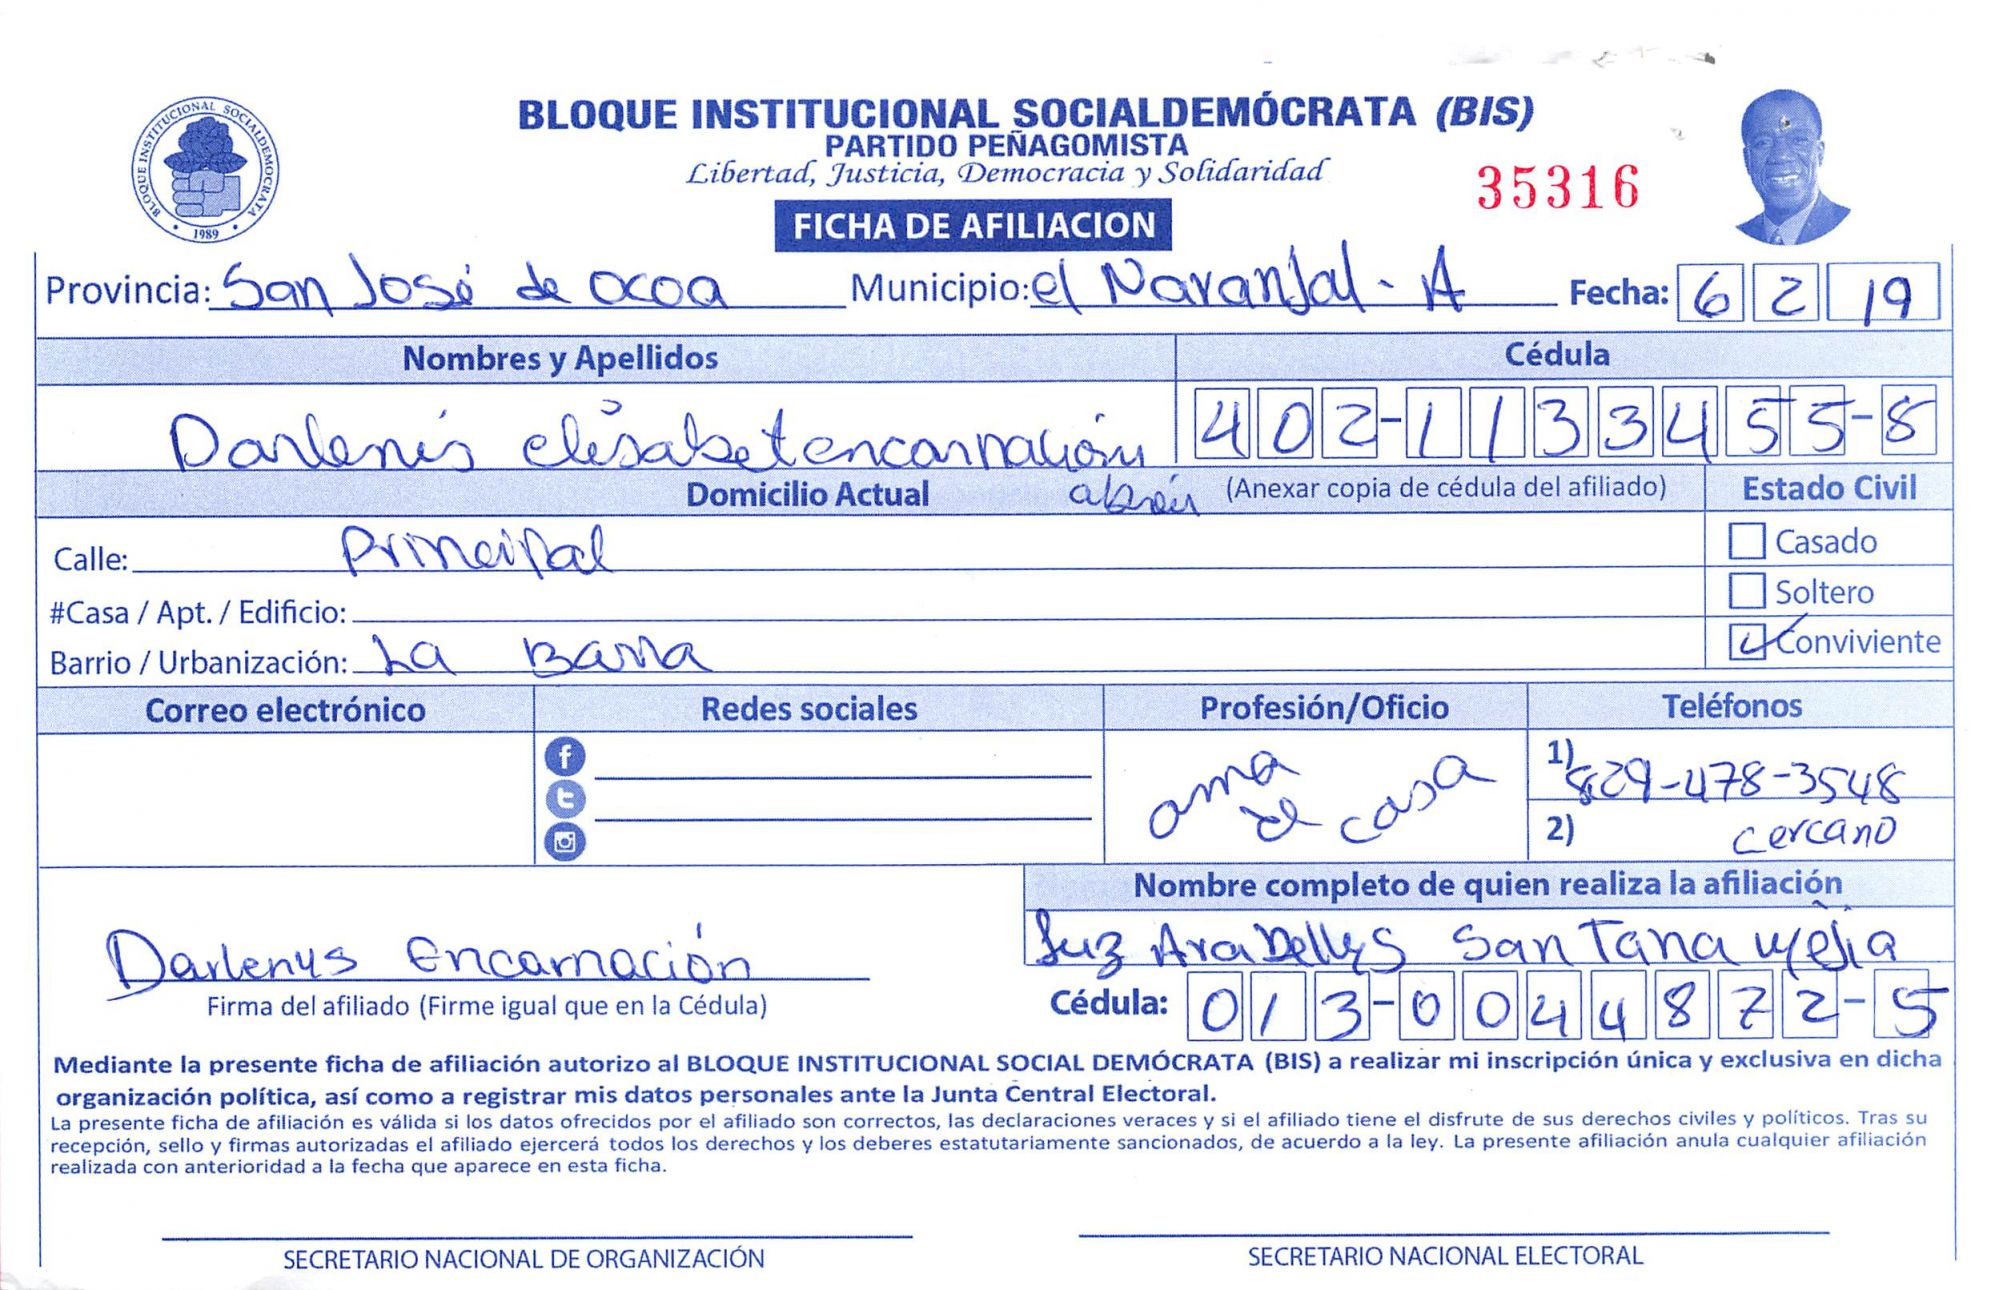 BLOQUE INSTITUCIONAL SOCIALDEMOCRATA
1989
BLOQUE INSTITUCIONAL SOCIALDEMÓCRATA (BIS)
PARTIDO PEÑAGOMISTA
Libertad, Justicia, Democracia y Solidaridad
35316
FICHA DE AFILIACION
Provincia: San José de ocoa Municipio: el Naranjal - A Fecha: 6 2 19
Nombres y Apellidos Cédula
Darlenis elisabet encarnación 402-1133455-8
Domicilio Actual abréu (Anexar copia de cédula del afiliado) Estado Civil
Calle: Principal Casado
#Casa / Apt. / Edificio: Soltero
Barrio / Urbanización: La Barra Conviviente
Correo electrónico Redes sociales Profesión/Oficio Teléfonos
ama de casa 1) 829-478-3548
2) cercano
Nombre completo de quien realiza la afiliación
Darlenys Encarnación Luz Arabellys Santana Mejia
Firma del afiliado (Firme igual que en la Cédula) Cédula: 013-0044872-5
Mediante la presente ficha de afiliación autorizo al BLOQUE INSTITUCIONAL SOCIAL DEMÓCRATA (BIS) a realizar mi inscripción única y exclusiva en dicha
organización política, así como a registrar mis datos personales ante la Junta Central Electoral.
La presente ficha de afiliación es válida si los datos ofrecidos por el afiliado son correctos, las declaraciones veraces y si el afiliado tiene el disfrute de sus derechos civiles y políticos. Tras su
recepción, sello y firmas autorizadas el afiliado ejercerá todos los derechos y los deberes estatutariamente sancionados, de acuerdo a la ley. La presente afiliación anula cualquier afiliación
realizada con anterioridad a la fecha que aparece en esta ficha.
SECRETARIO NACIONAL DE ORGANIZACIÓN SECRETARIO NACIONAL ELECTORAL